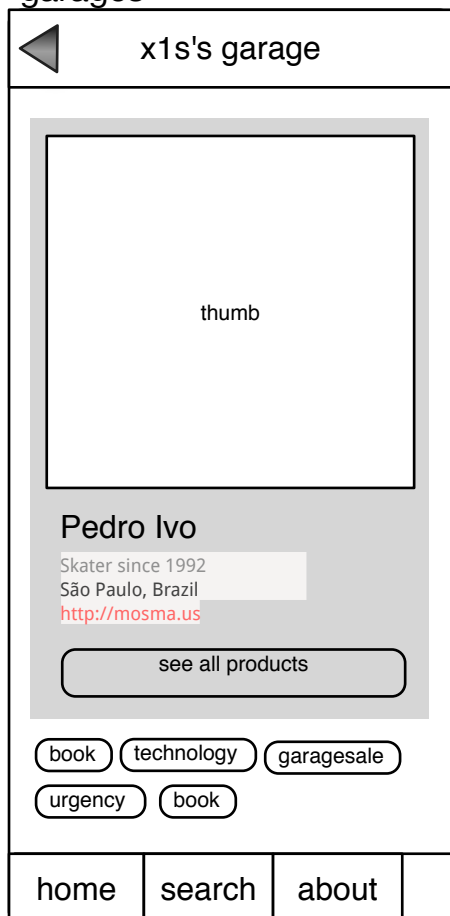 garages
x1s's garage
thumb
Pedro Ivo
Skater since 1992
São Paulo, Brazil
http://mosma.us
see all products
book technology garagesale
urgency book
home search about